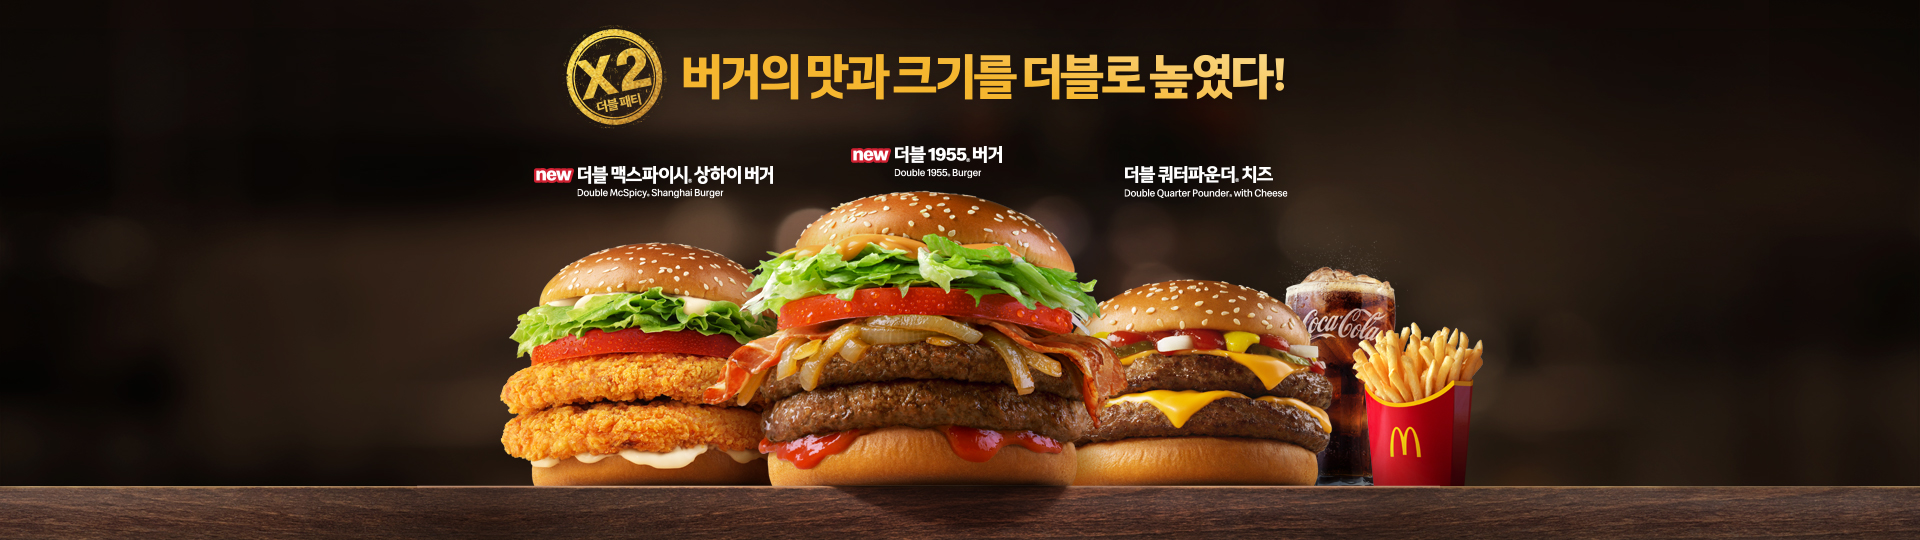 X2
더블 패티
버거의 맛과 크기를 더블로 높였다!
new 더블 맥스파이시® 상하이 버거
Double McSpicy® Shanghai Burger
new 더블 1955® 버거
Double 1955® Burger
더블 쿼터파운더® 치즈
Double Quarter Pounder® with Cheese
Coca-Cola